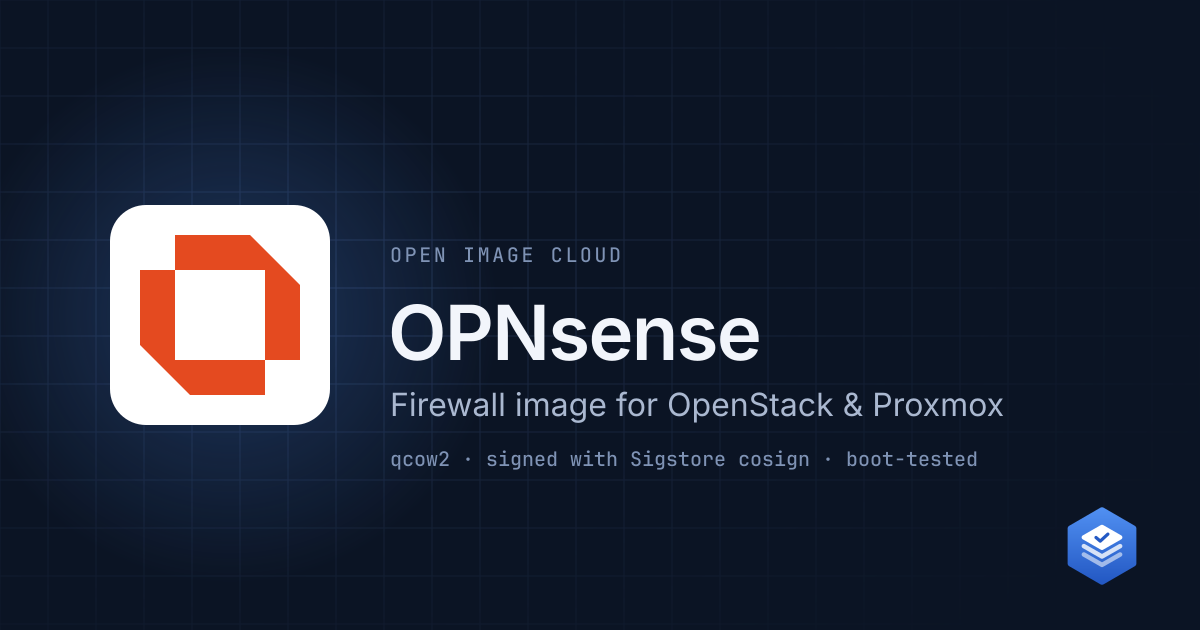 OPEN IMAGE CLOUD
OPNsense
Firewall image for OpenStack & Proxmox
qcow2 · signed with Sigstore cosign · boot-tested